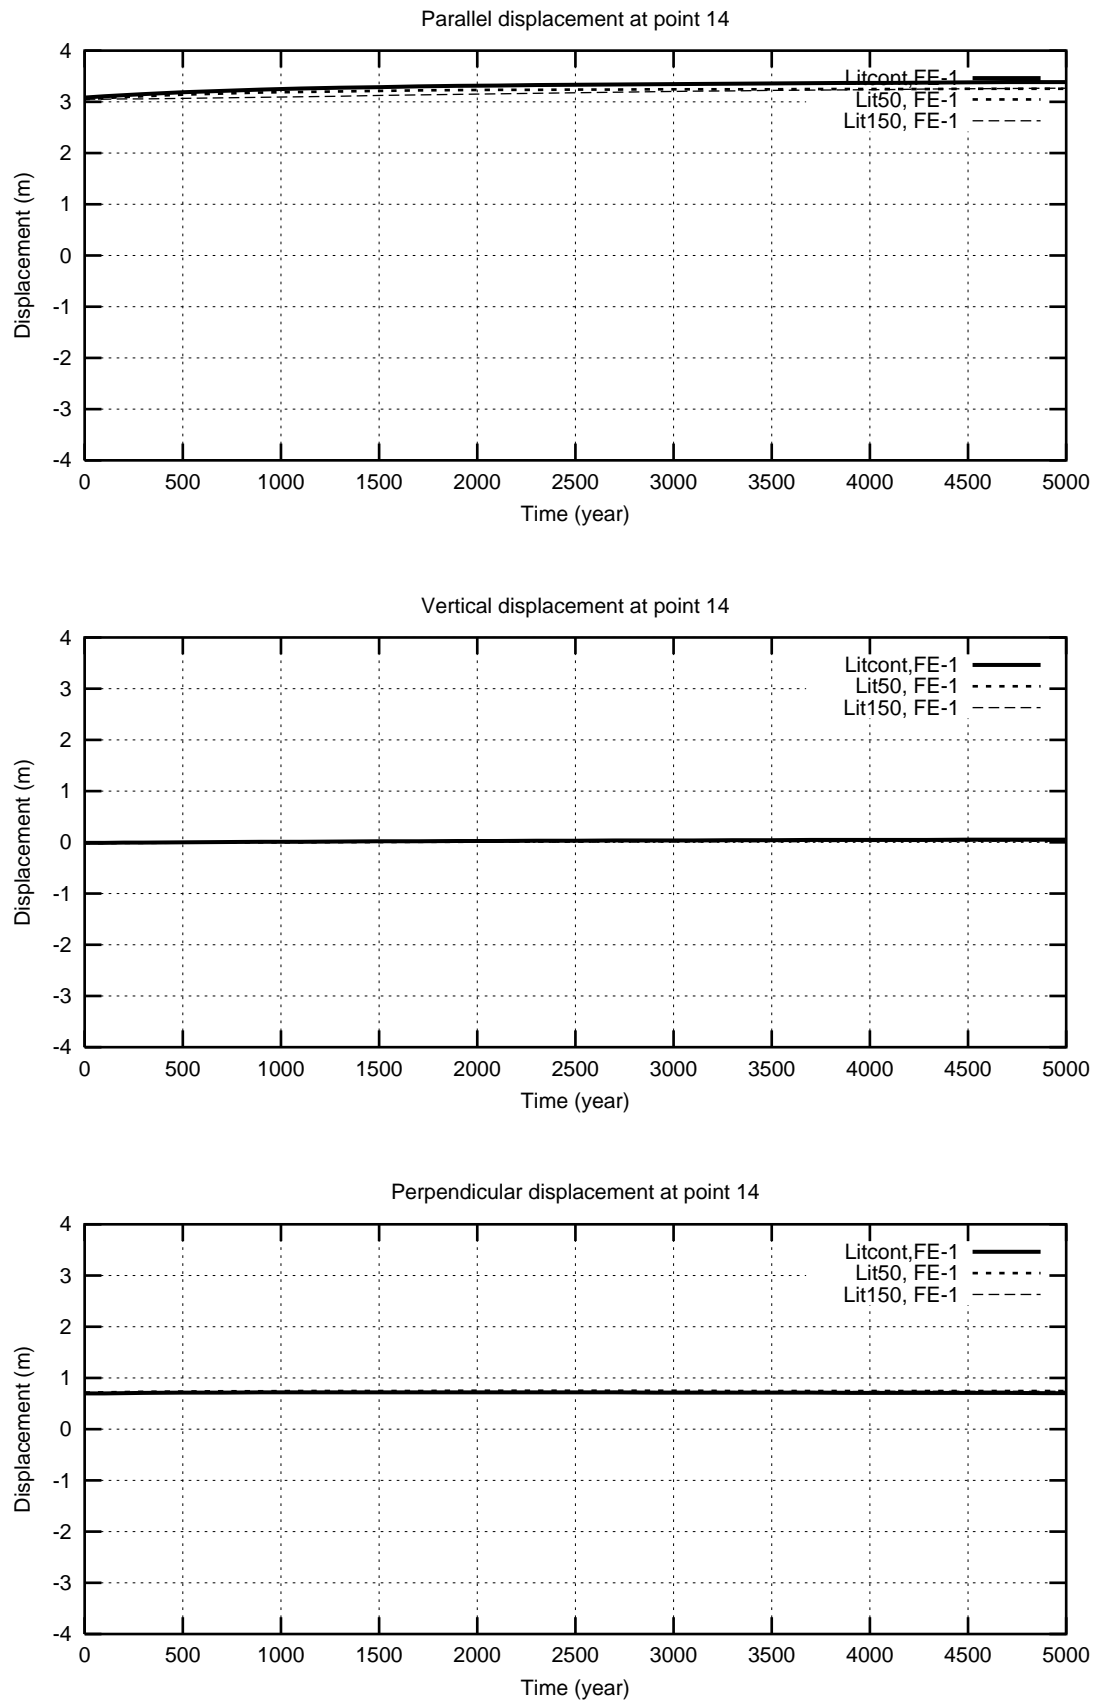 Parallel displacement at point 14
4
3
2
1
0
-1
-2
-3
-4
Displacement (m)
Litcont,FE-1
Lit50, FE-1
Lit150, FE-1
0 500 1000 1500 2000 2500 3000 3500 4000 4500 5000
Time (year)
Vertical displacement at point 14
4
3
2
1
0
-1
-2
-3
-4
Displacement (m)
Litcont,FE-1
Lit50, FE-1
Lit150, FE-1
0 500 1000 1500 2000 2500 3000 3500 4000 4500 5000
Time (year)
Perpendicular displacement at point 14
4
3
2
1
0
-1
-2
-3
-4
Displacement (m)
Litcont,FE-1
Lit50, FE-1
Lit150, FE-1
0 500 1000 1500 2000 2500 3000 3500 4000 4500 5000
Time (year)